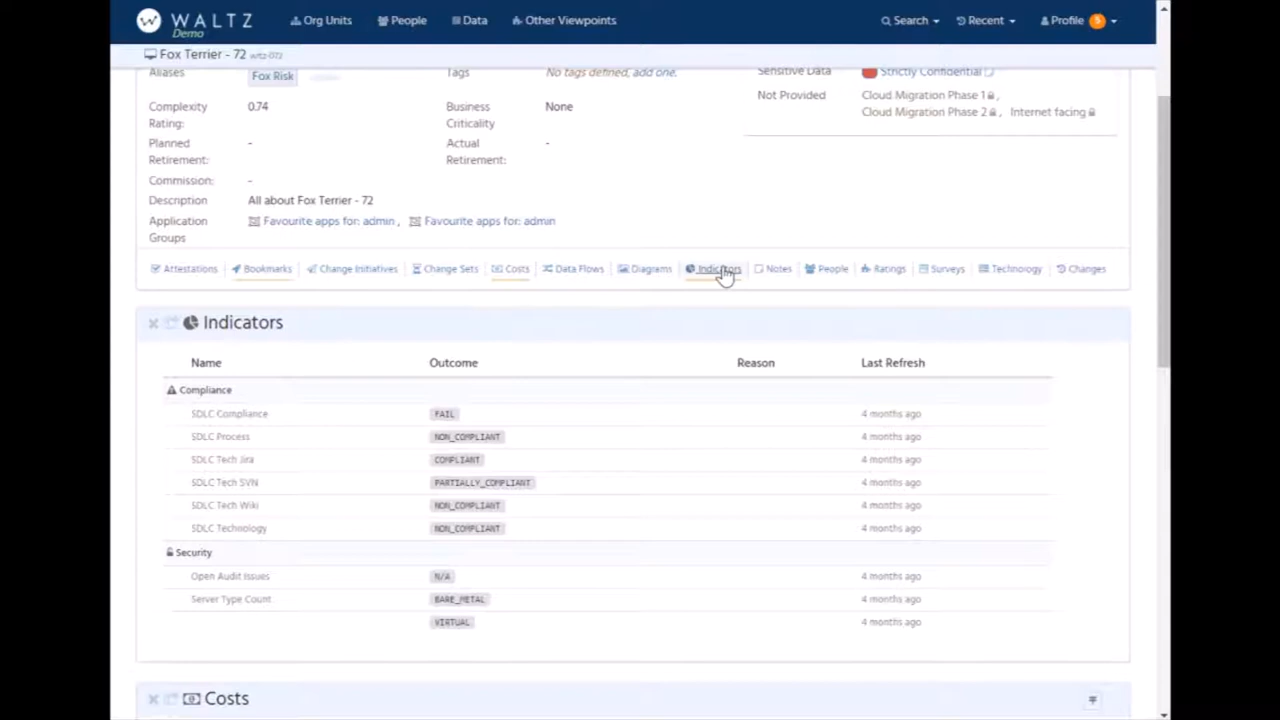 WALTZ Demo Org Units People Data Other Viewpoints Search Recent Profile 5
Fox Terrier - 72
Aliases Fox Risk Tags No tags defined, add one. Sensitive Data Strictly Confidential
Complexity Rating: 0.74 Business Criticality None Not Provided Cloud Migration Phase 1, Cloud Migration Phase 2, Internet facing
Planned Retirement: - Actual Retirement: -
Commission: -
Description All about Fox Terrier - 72
Application Groups Favourite apps for: admin, Favourite apps for: admin
Attestations Bookmarks Change Initiatives Change Sets Costs Data Flows Diagrams Indicators Notes People Ratings Surveys Technology Changes
Indicators
Name Outcome Reason Last Refresh
Compliance
SDLC Compliance FAIL 4 months ago
SDLC Process NON_COMPLIANT 4 months ago
SDLC Tech Jira COMPLIANT 4 months ago
SDLC Tech SVN PARTIALLY_COMPLIANT 4 months ago
SDLC Tech Wiki NON_COMPLIANT 4 months ago
SDLC Technology NON_COMPLIANT 4 months ago
Security
Open Audit Issues N/A 4 months ago
Server Type Count BARE_METAL 4 months ago
VIRTUAL 4 months ago
Costs